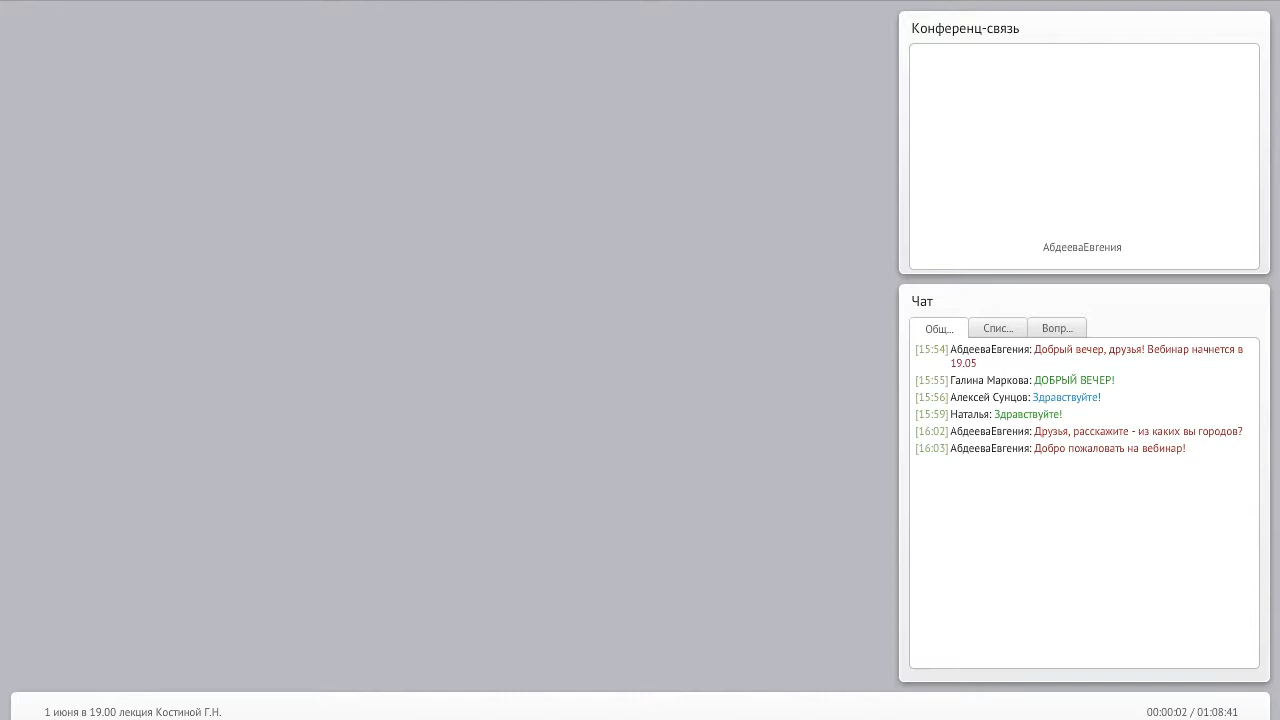 Конференц-связь
АбдееваЕвгения
Чат
Общ...
Спис...
Вопр...
[15:54] АбдееваЕвгения: Добрый вечер, друзья! Вебинар начнется в
19.05
[15:55] Галина Маркова: ДОБРЫЙ ВЕЧЕР!
[15:56] Алексей Сунцов: Здравствуйте!
[15:59] Наталья: Здравствуйте!
[16:02] АбдееваЕвгения: Друзья, расскажите - из каких вы городов?
[16:03] АбдееваЕвгения: Добро пожаловать на вебинар!
1 июня в 19.00 лекция Костиной Г.Н.
00:00:02 / 01:08:41